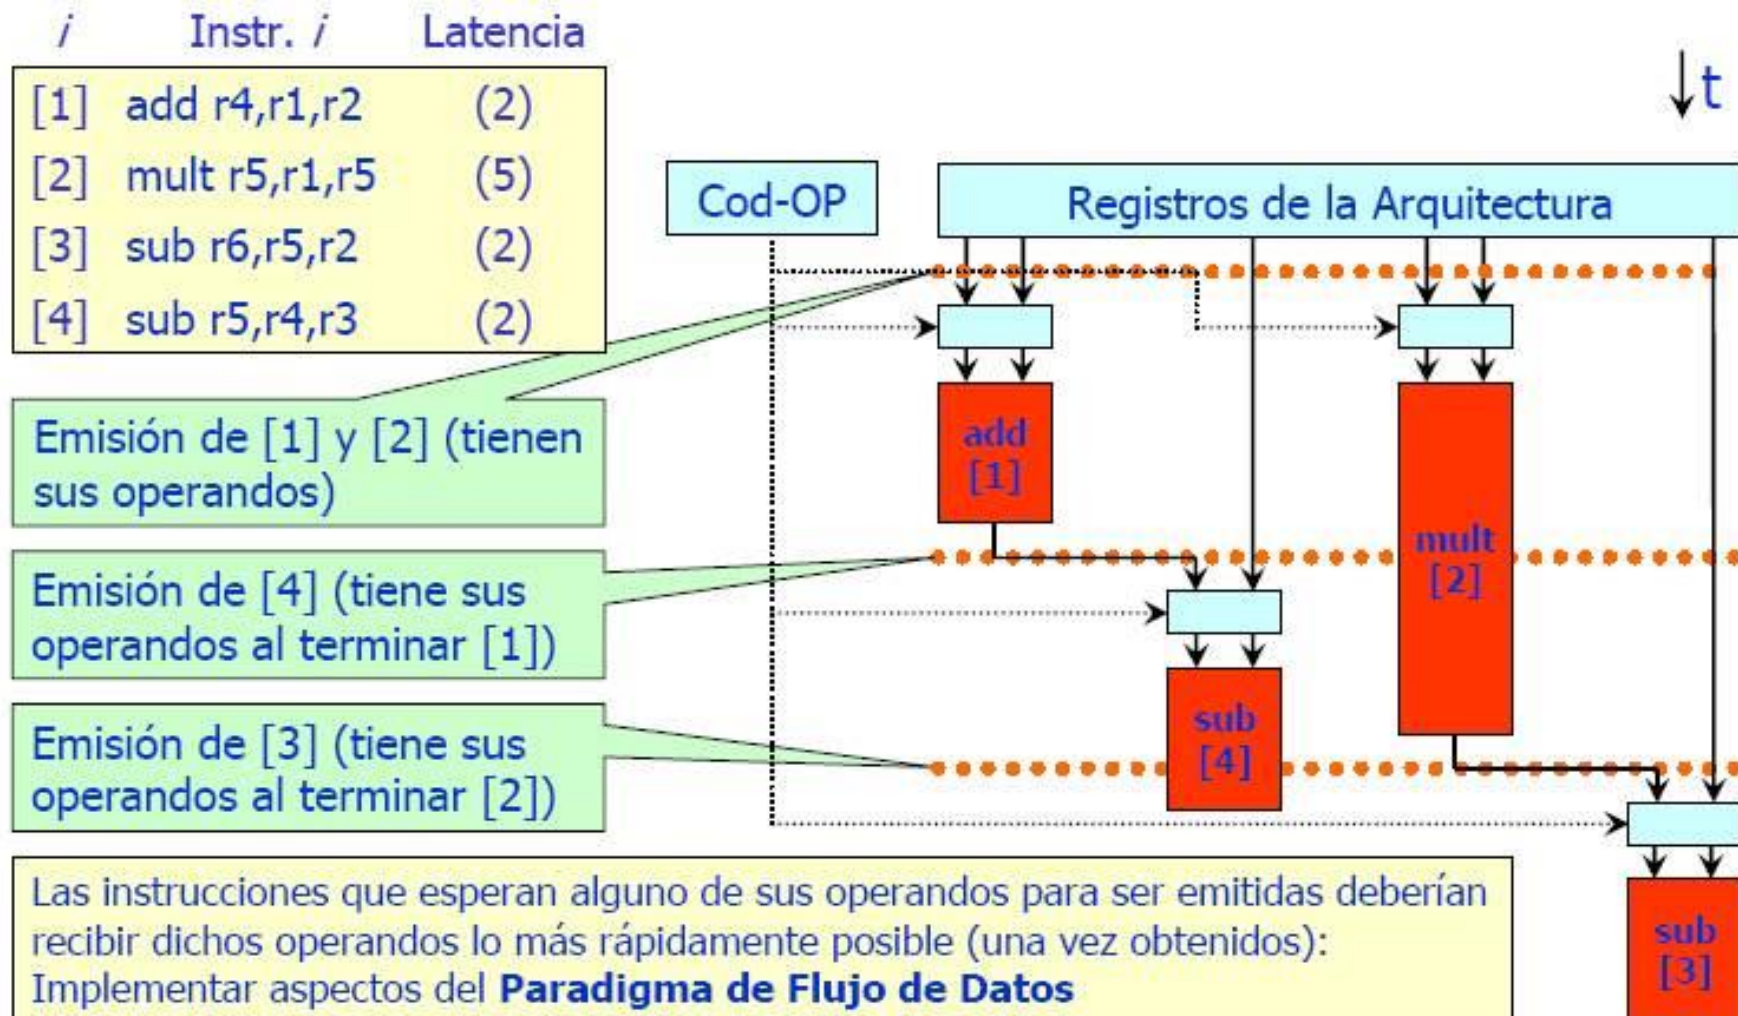 i Instr. i Latencia
[1] add r4,r1,r2 (2)
[2] mult r5,r1,r5 (5)
[3] sub r6,r5,r2 (2)
[4] sub r5,r4,r3 (2)
t
Cod-OP
Registros de la Arquitectura
Emisión de [1] y [2] (tienen
sus operandos)
add
[1]
mult
[2]
Emisión de [4] (tiene sus
operandos al terminar [1])
sub
[4]
Emisión de [3] (tiene sus
operandos al terminar [2])
sub
[3]
Las instrucciones que esperan alguno de sus operandos para ser emitidas deberían
recibir dichos operandos lo más rápidamente posible (una vez obtenidos):
Implementar aspectos del Paradigma de Flujo de Datos